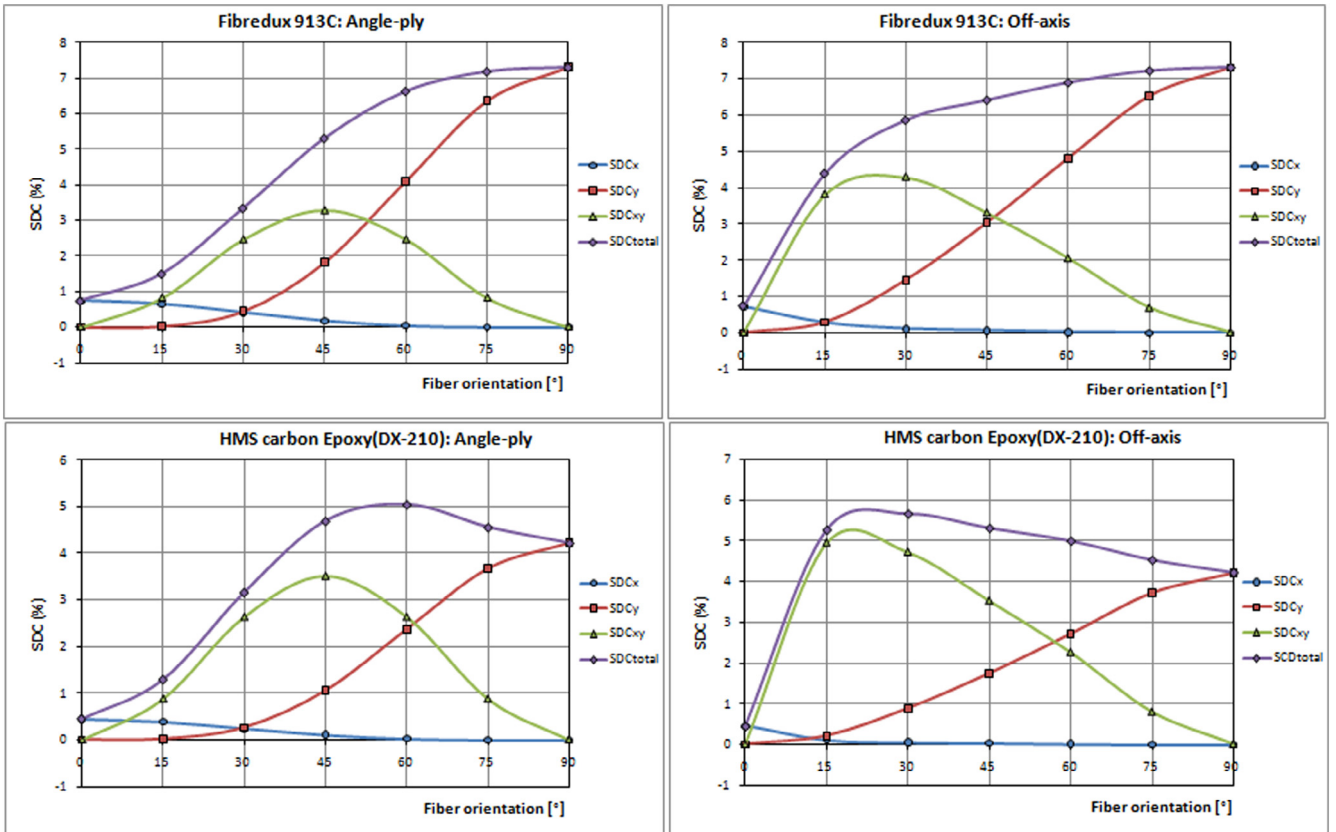 Fibredux 913C: Angle-ply
8
7
6
5
4
3
2
1
0
-1
SDC (%)
0 15 30 45 60 75 90
Fiber orientation [°]
SDCx
SDCy
SDCxy
SDCtotal
Fibredux 913C: Off-axis
8
7
6
5
4
3
2
1
0
-1
SDC (%)
0 15 30 45 60 75 90
Fiber orientation [°]
SDCx
SDCy
SDCxy
SDCtotal
HMS carbon Epoxy(DX-210): Angle-ply
6
5
4
3
2
1
0
-1
SDC (%)
0 15 30 45 60 75 90
Fiber orientation [°]
SDCx
SDCy
SDCxy
SDCtotal
HMS carbon Epoxy(DX-210): Off-axis
7
6
5
4
3
2
1
0
-1
SDC (%)
0 15 30 45 60 75 90
Fiber orientation [°]
SDCx
SDCy
SDCxy
SCDtotal